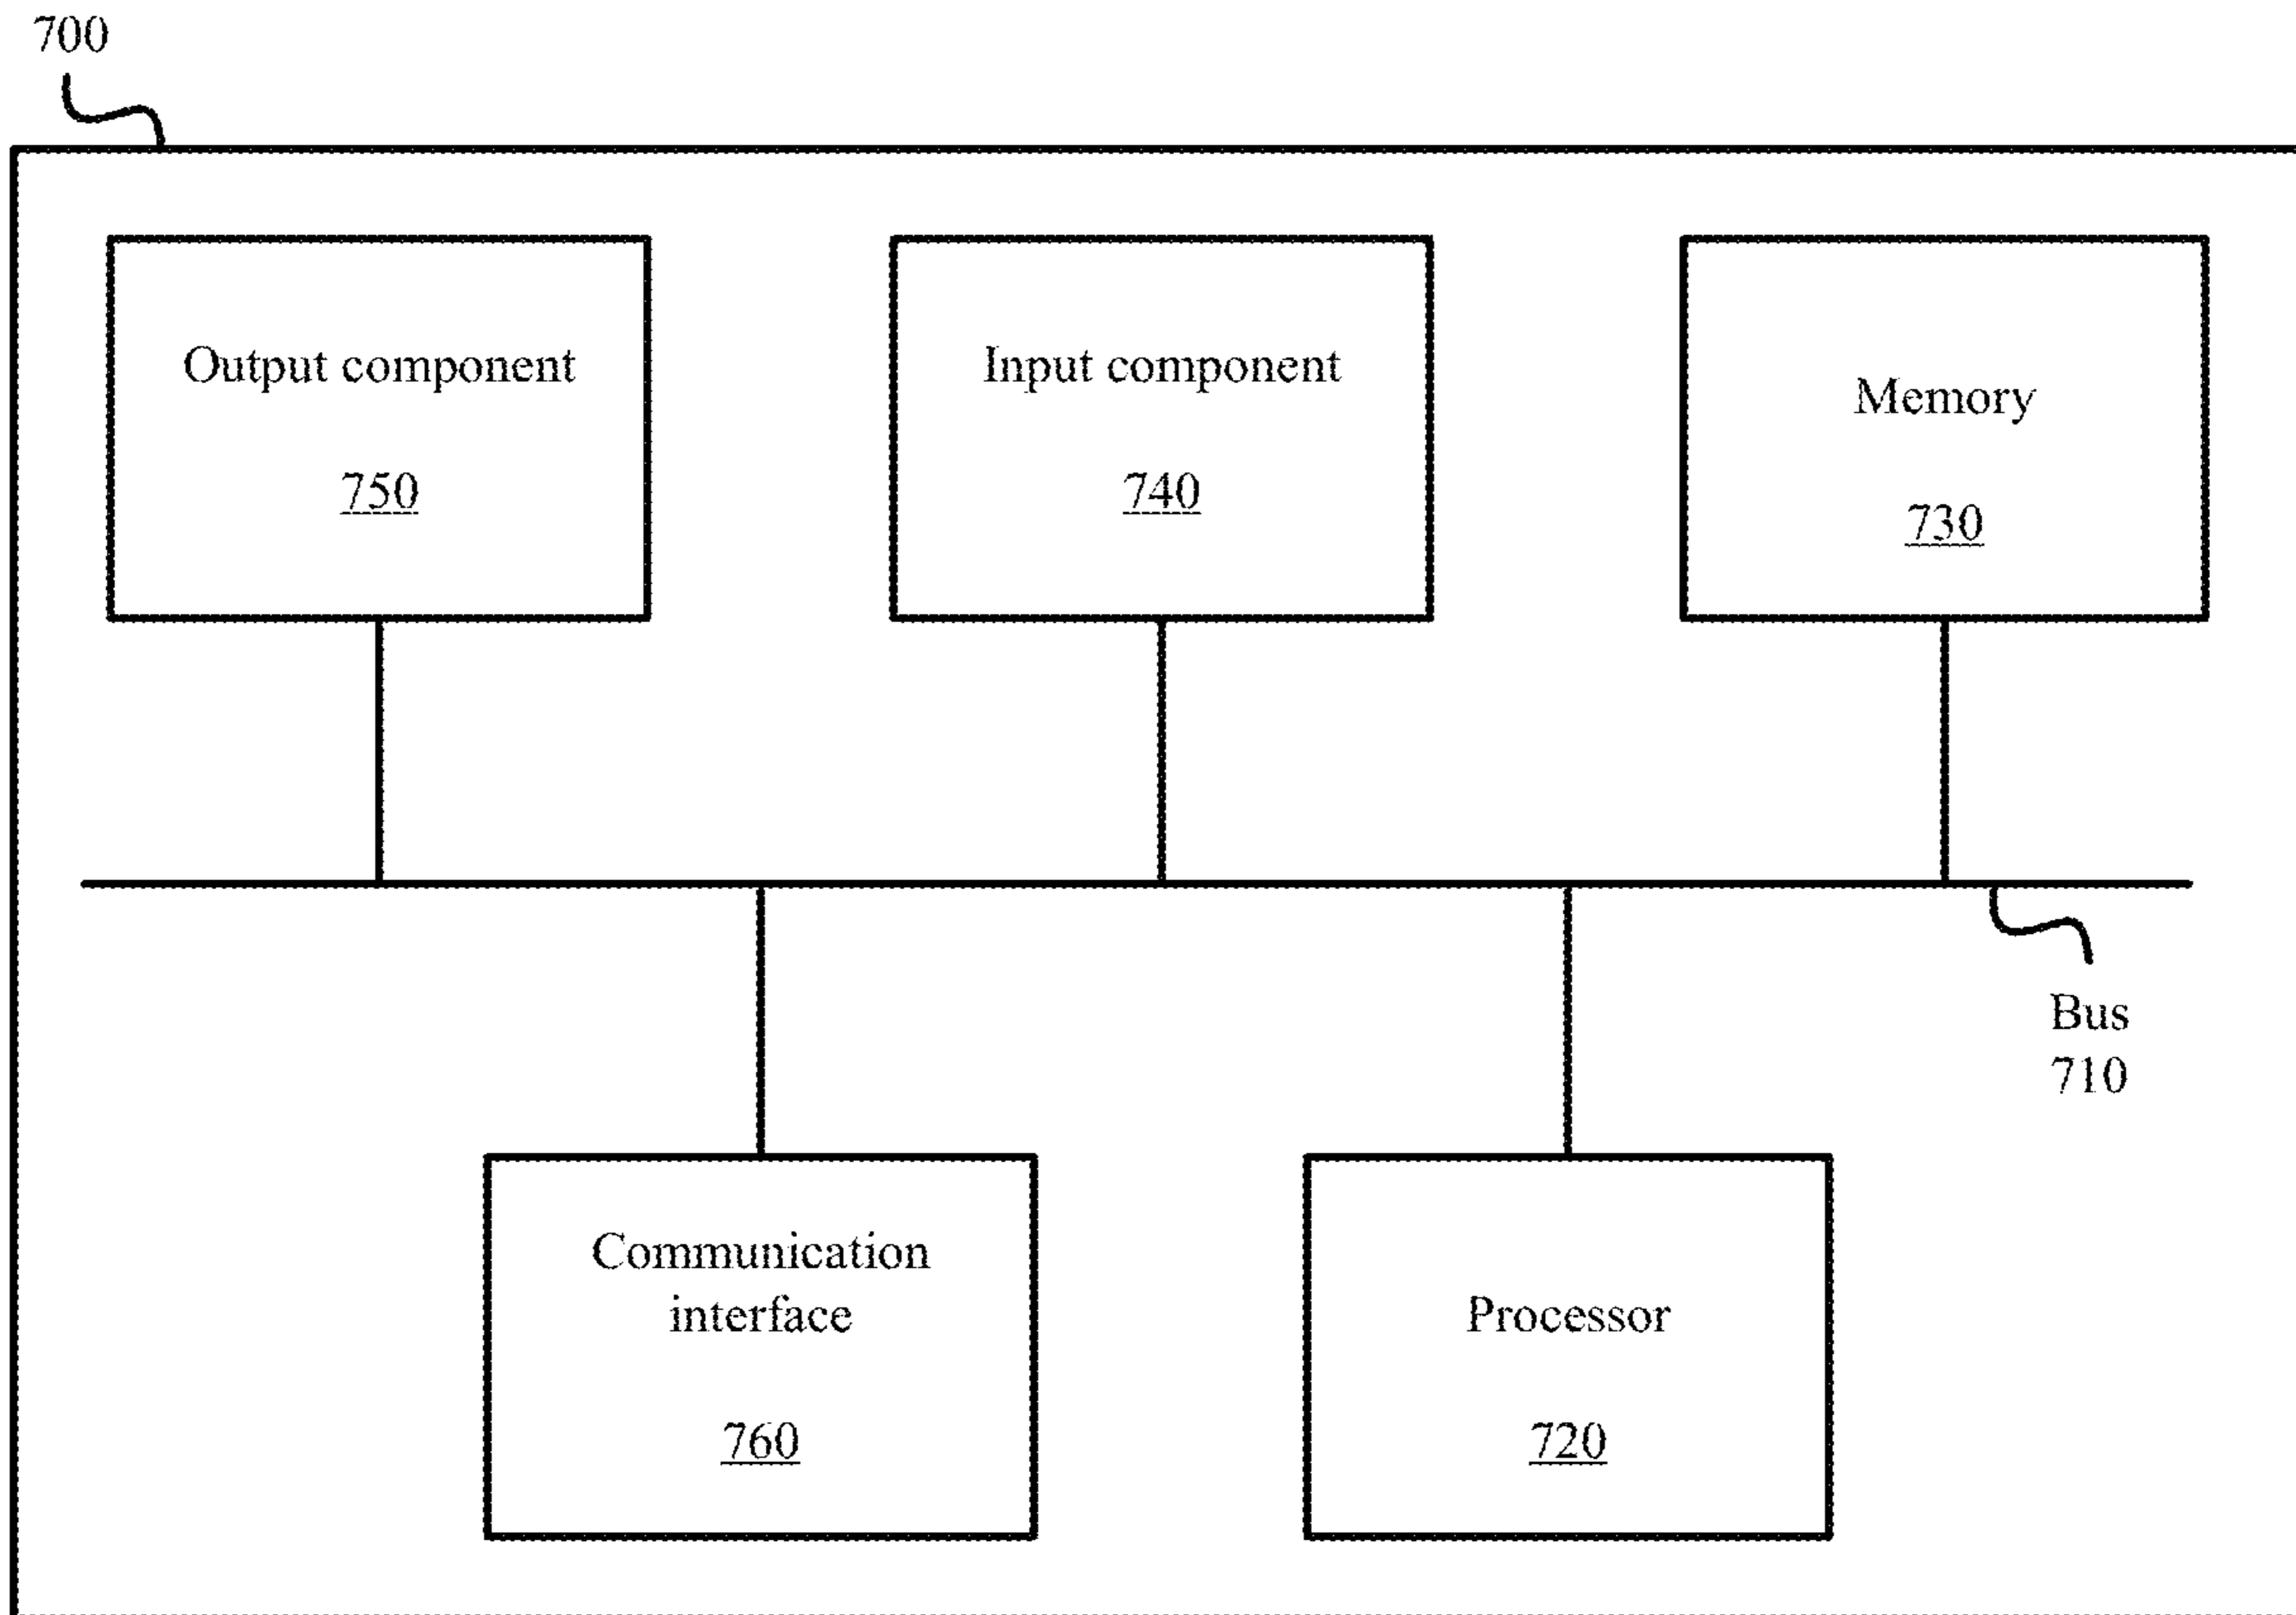 700
Output component
750
Input component
740
Memory
730
Bus
710
Communication
interface
760
Processor
720